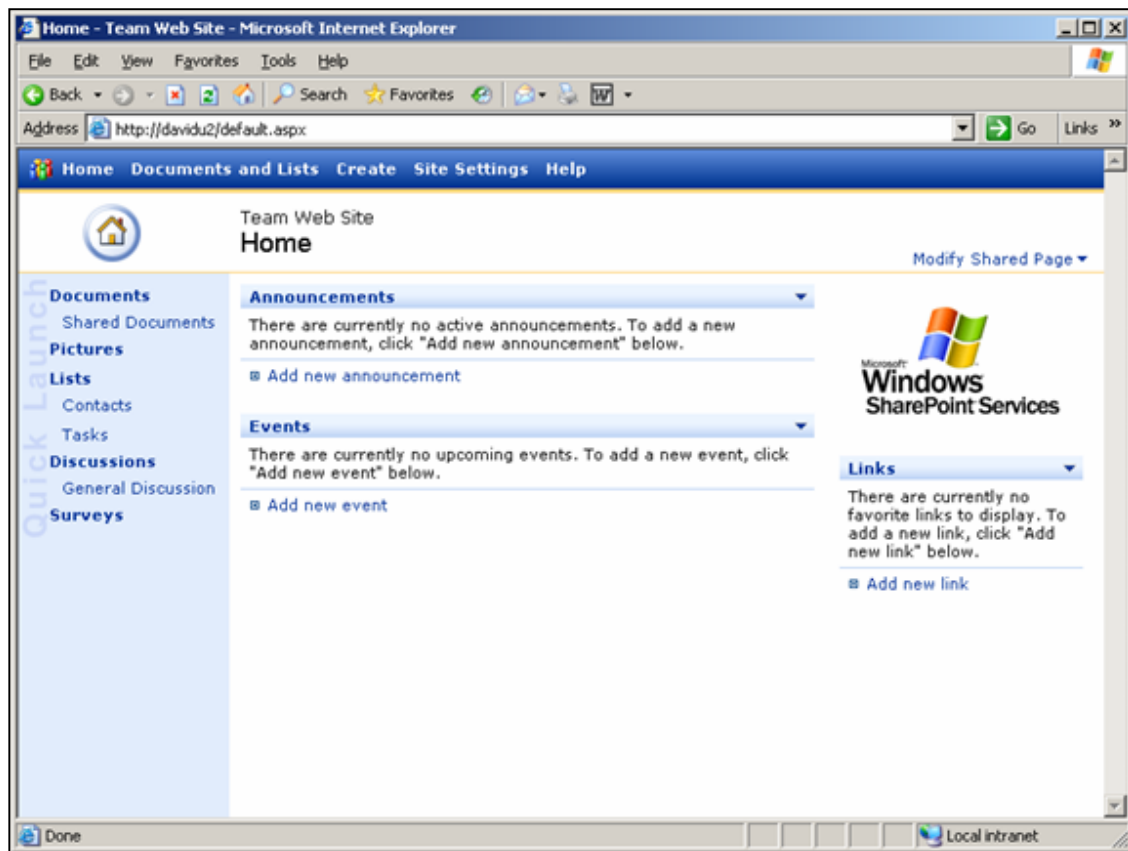 Home - Team Web Site - Microsoft Internet Explorer
File Edit View Favorites Tools Help
Back Search Favorites
Address http://davidu2/default.aspx Go Links »
Home Documents and Lists Create Site Settings Help
Team Web Site
Home
Modify Shared Page
Quick Launch
Documents
Shared Documents
Pictures
Lists
Contacts
Tasks
Discussions
General Discussion
Surveys
Announcements
There are currently no active announcements. To add a new
announcement, click "Add new announcement" below.
Add new announcement
Events
There are currently no upcoming events. To add a new event, click
"Add new event" below.
Add new event
Microsoft
Windows
SharePoint Services
Links
There are currently no
favorite links to display. To
add a new link, click "Add
new link" below.
Add new link
Done Local intranet